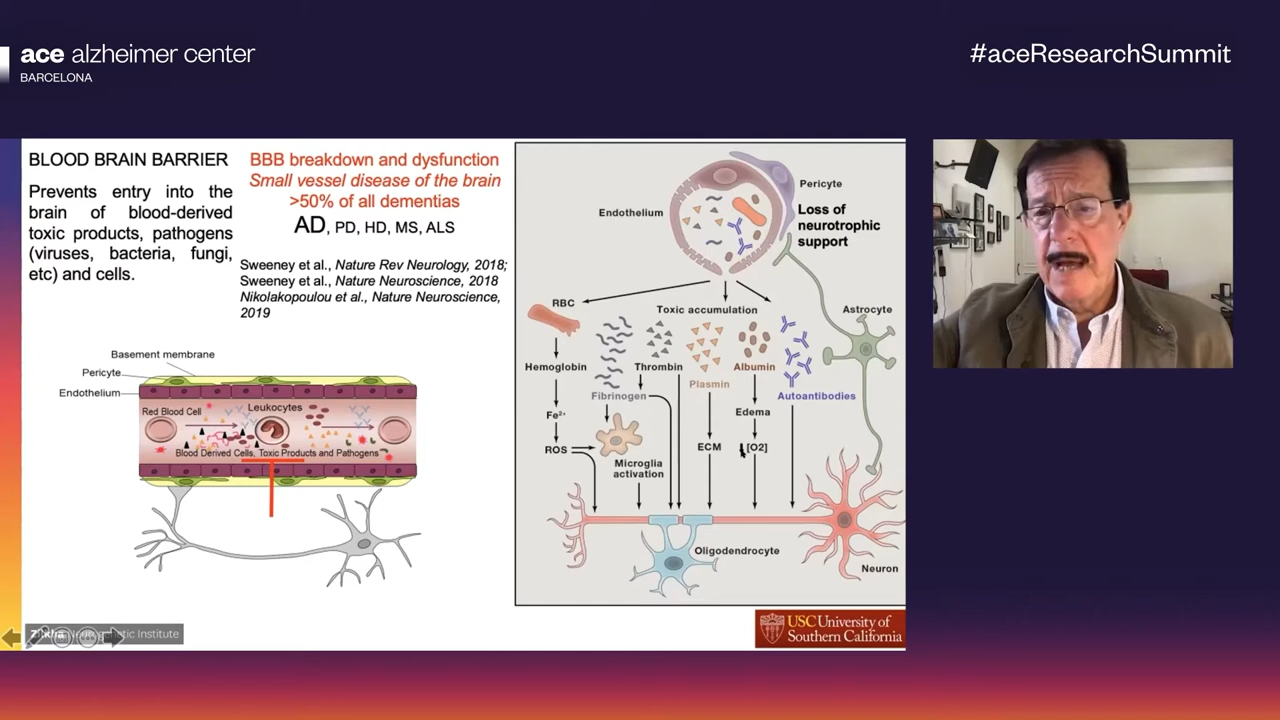 ace alzheimer center
BARCELONA
#aceResearchSummit
BLOOD BRAIN BARRIER
Prevents entry into the
brain of blood-derived
toxic products, pathogens
(viruses, bacteria, fungi,
etc) and cells.
BBB breakdown and dysfunction
Small vessel disease of the brain
>50% of all dementias
AD, PD, HD, MS, ALS
Sweeney et al., Nature Rev Neurology, 2018;
Sweeney et al., Nature Neuroscience, 2018
Nikolakopoulou et al., Nature Neuroscience,
2019
Basement membrane
Pericyte
Endothelium
Red Blood Cell
Leukocytes
Blood Derived Cells, Toxic Products and Pathogens
Pericyte
Endothelium
Loss of
neurotrophic
support
RBC
Toxic accumulation
Astrocyte
Hemoglobin
Thrombin
Albumin
Plasmin
Fibrinogen
Autoantibodies
Fe²⁺
Edema
ROS
ECM
[O2]
Microglia
activation
Oligodendrocyte
Neuron
Zilkha Neurogenetic Institute
USC University of
Southern California